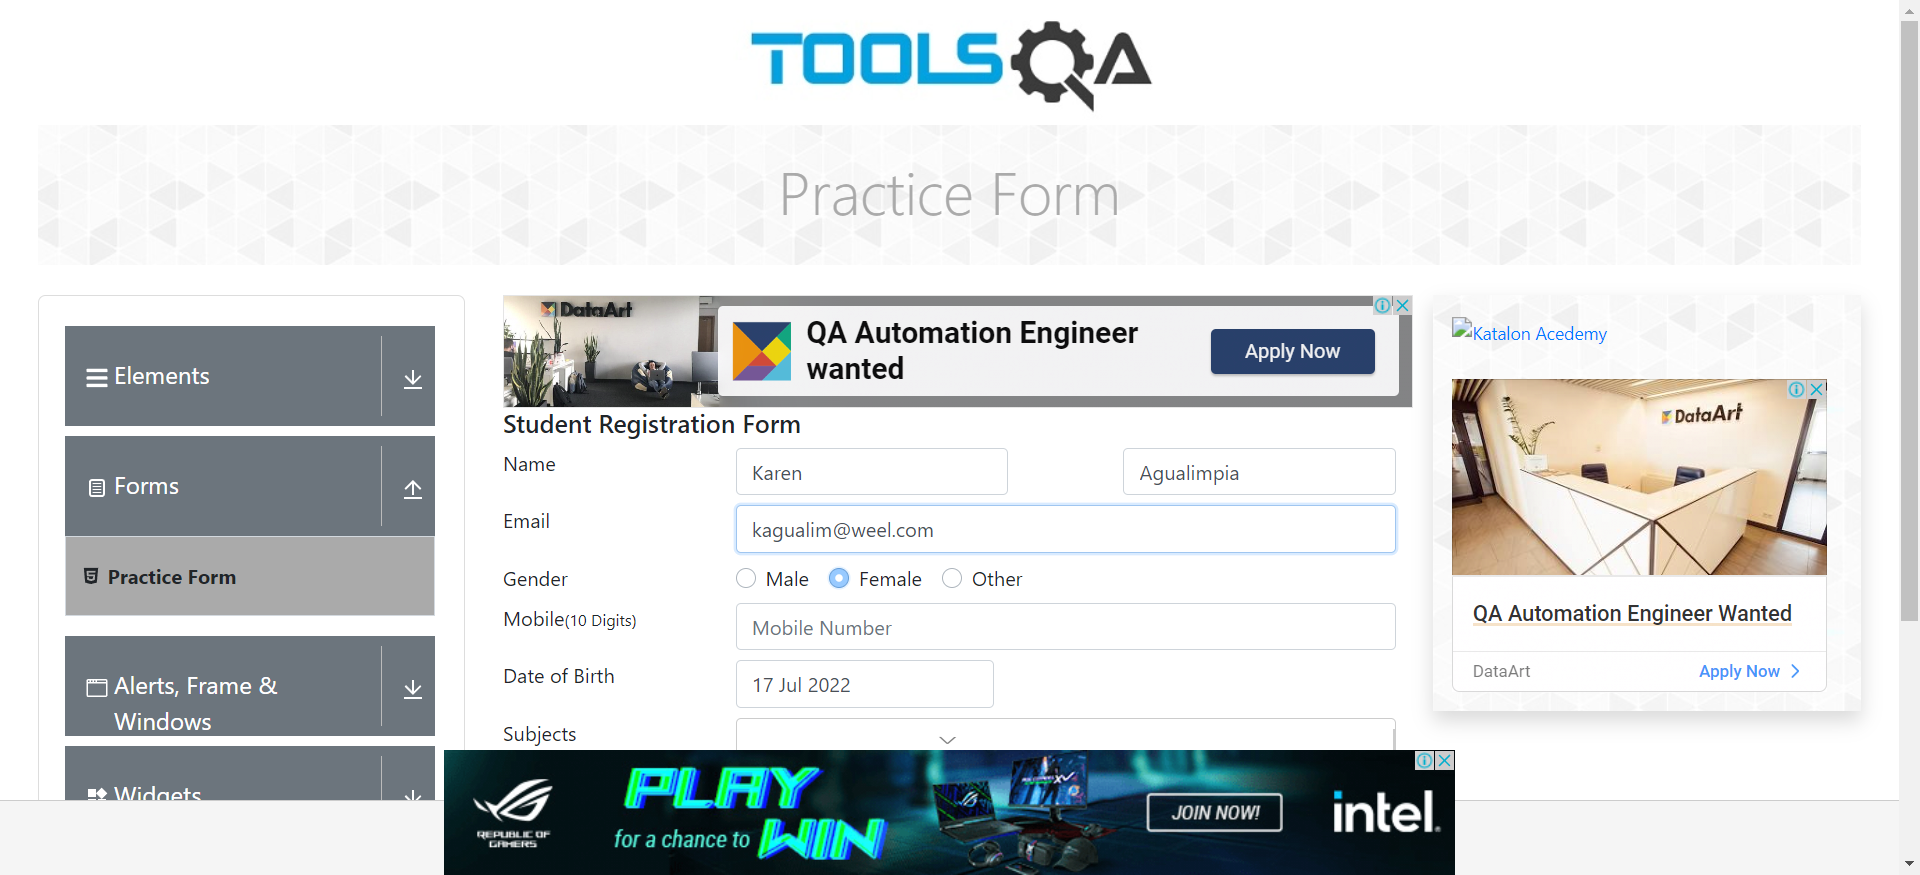 TOOLSQA
Practice Form
Elements
Forms
Practice Form
Alerts, Frame &
Windows
Widgets
DataArt
QA Automation Engineer
wanted
Apply Now
Student Registration Form
Name
Karen
Agualimpia
Email
kagualim@weel.com
Gender
Male
Female
Other
Mobile(10 Digits)
Mobile Number
Date of Birth
17 Jul 2022
Subjects
Katalon Acedemy
DataArt
QA Automation Engineer Wanted
DataArt
Apply Now
REPUBLIC OF
GAMERS
PLAY
for a chance to WIN
JOIN NOW!
intel.